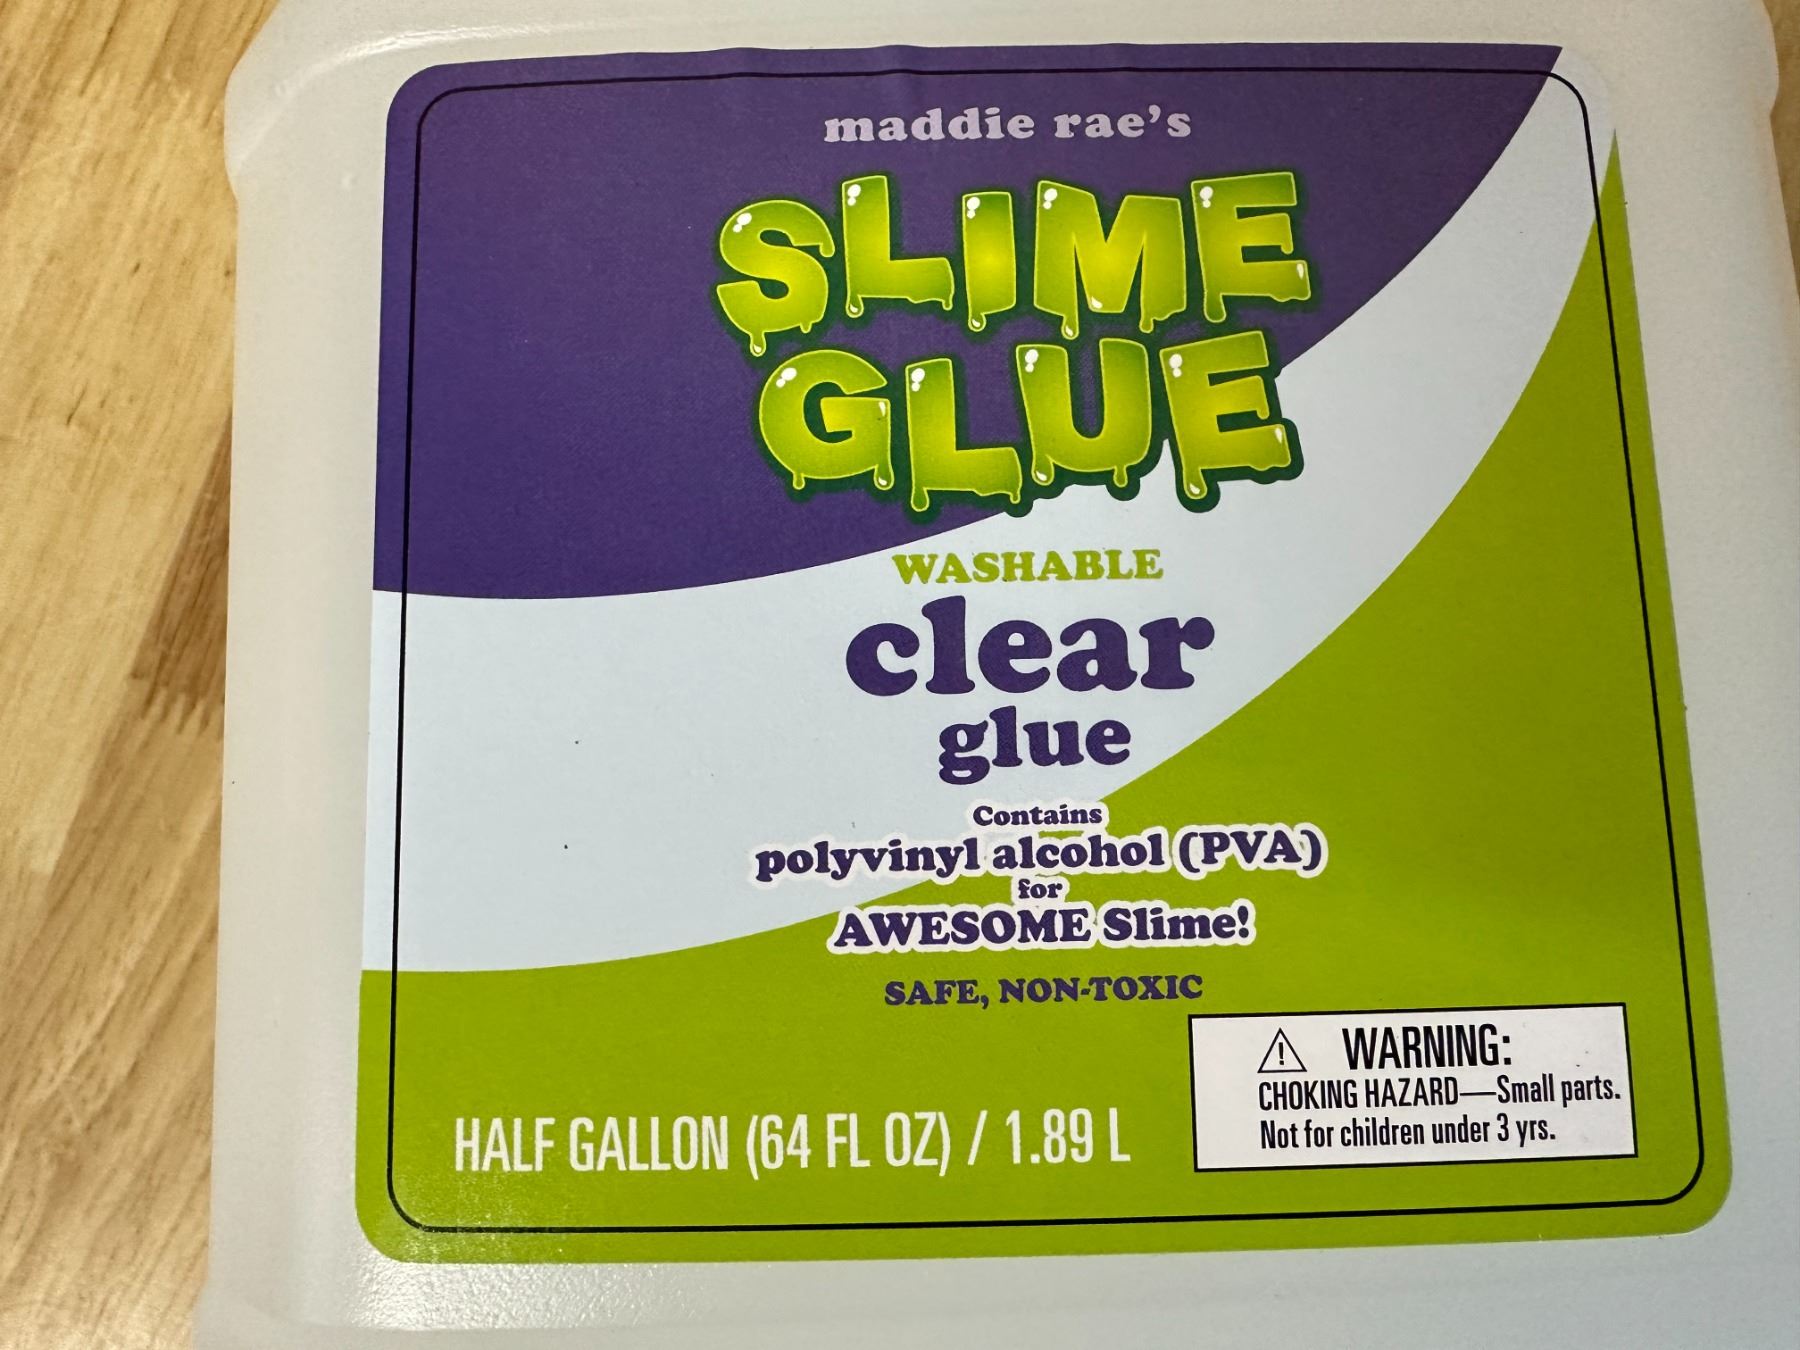 maddie rae's
SLIME
GLUE
WASHABLE
clear
glue
Contains
polyvinyl alcohol (PVA)
for
AWESOME Slime!
SAFE, NON-TOXIC
HALF GALLON (64 FL OZ) / 1.89 L
WARNING:
CHOKING HAZARD—Small parts.
Not for children under 3 yrs.